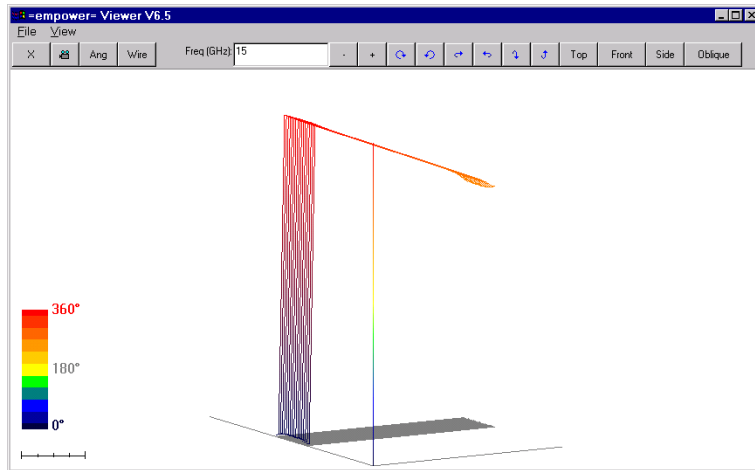 =empower= Viewer V6.5
File View
X Ang Wire Freq (GHz): 15 - + Top Front Side Oblique
360°
180°
0°